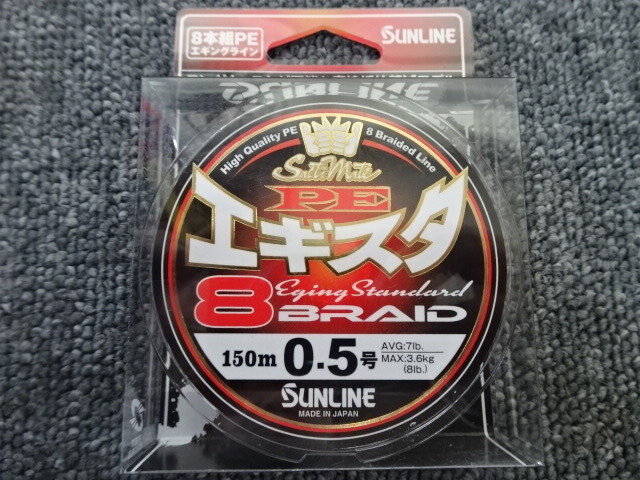 8本組PE
エギングライン
SUNLINE
SUNLINE
High Quality PE 8 Braided Line
SaltiMate
PE
エギスタ
Eging Standard
8 BRAID
150m 0.5号
AVG:7lb.
MAX:3.6kg
(8lb.)
SUNLINE
MADE IN JAPAN